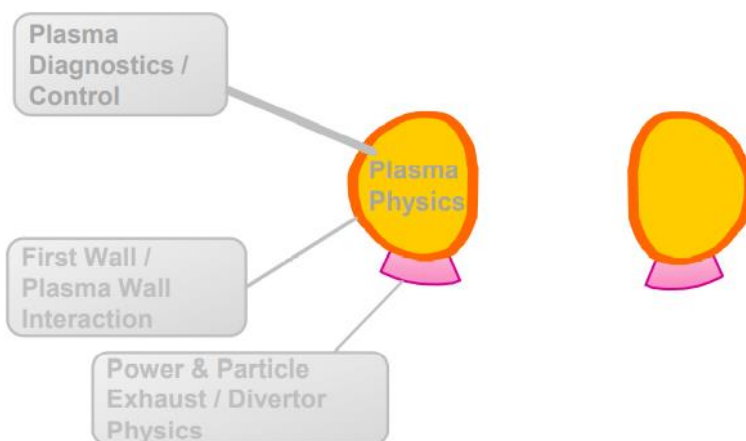 Plasma
Diagnostics /
Control
Plasma
Physics
First Wall /
Plasma Wall
Interaction
Power & Particle
Exhaust / Divertor
Physics